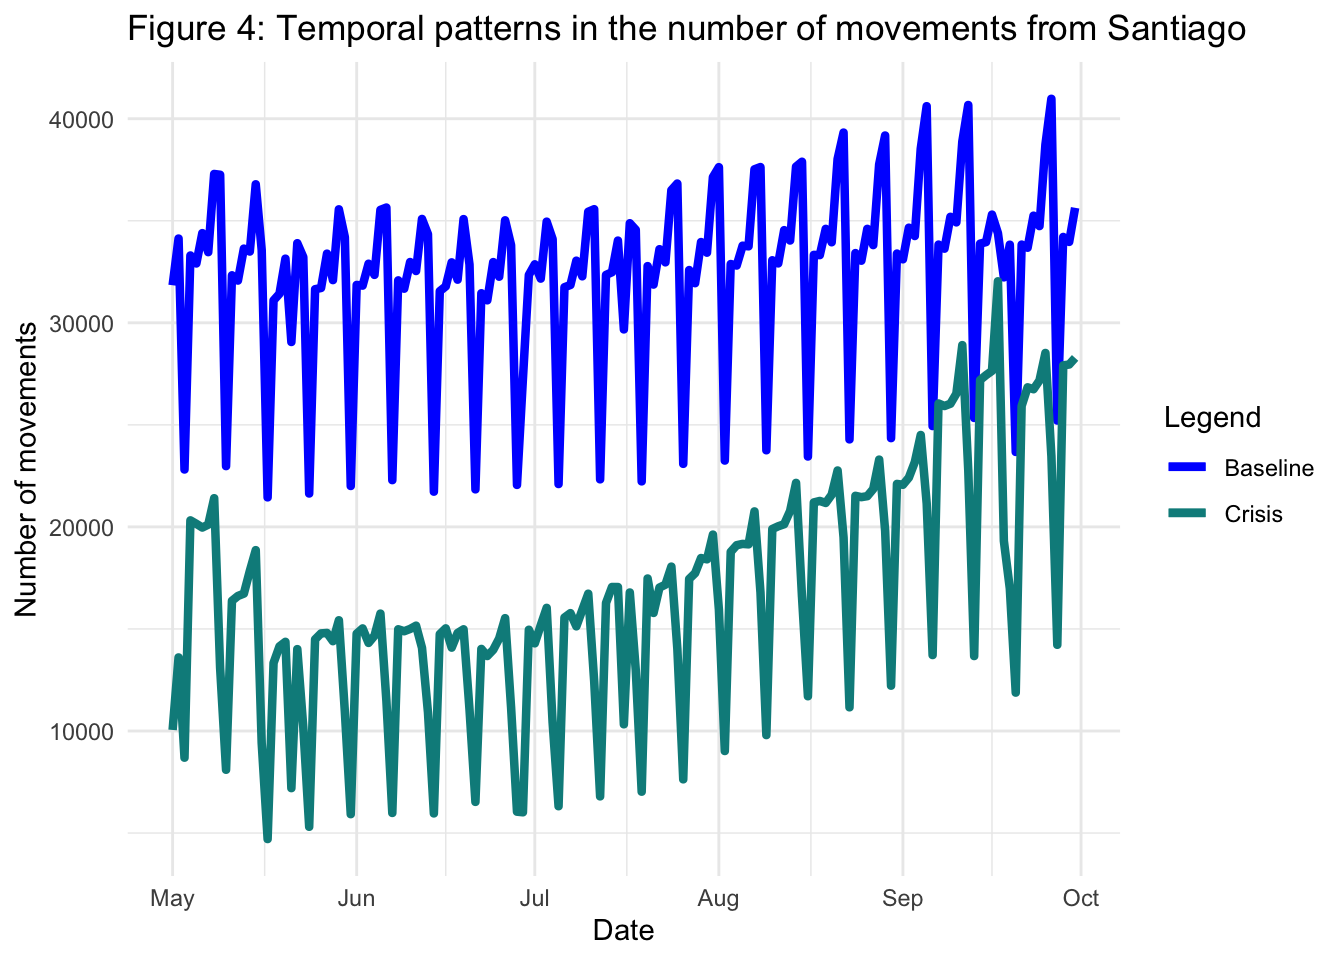 Figure 4: Temporal patterns in the number of movements from Santiago
40000
30000
20000
10000
Number of movements
May Jun Jul Aug Sep Oct
Date
Legend
Baseline
Crisis